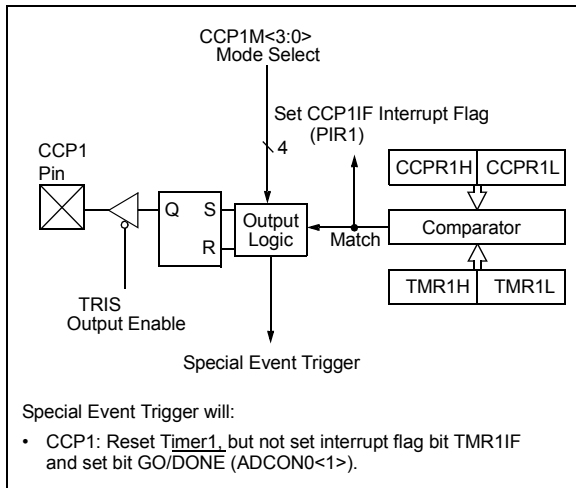 CCP1M<3:0>
Mode Select
Set CCP1IF Interrupt Flag
(PIR1)
4
CCP1
Pin
CCPR1H CCPR1L
Q S
R
Output
Logic
Match
Comparator
TRIS
Output Enable
TMR1H TMR1L
Special Event Trigger
Special Event Trigger will:
• CCP1: Reset Timer1, but not set interrupt flag bit TMR1IF
and set bit GO/DONE (ADCON0<1>).